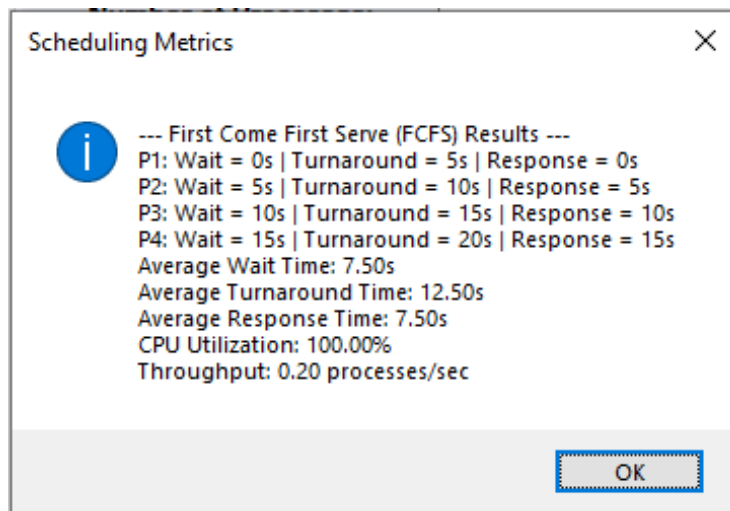 Scheduling Metrics
--- First Come First Serve (FCFS) Results ---
P1: Wait = 0s | Turnaround = 5s | Response = 0s
P2: Wait = 5s | Turnaround = 10s | Response = 5s
P3: Wait = 10s | Turnaround = 15s | Response = 10s
P4: Wait = 15s | Turnaround = 20s | Response = 15s
Average Wait Time: 7.50s
Average Turnaround Time: 12.50s
Average Response Time: 7.50s
CPU Utilization: 100.00%
Throughput: 0.20 processes/sec
OK